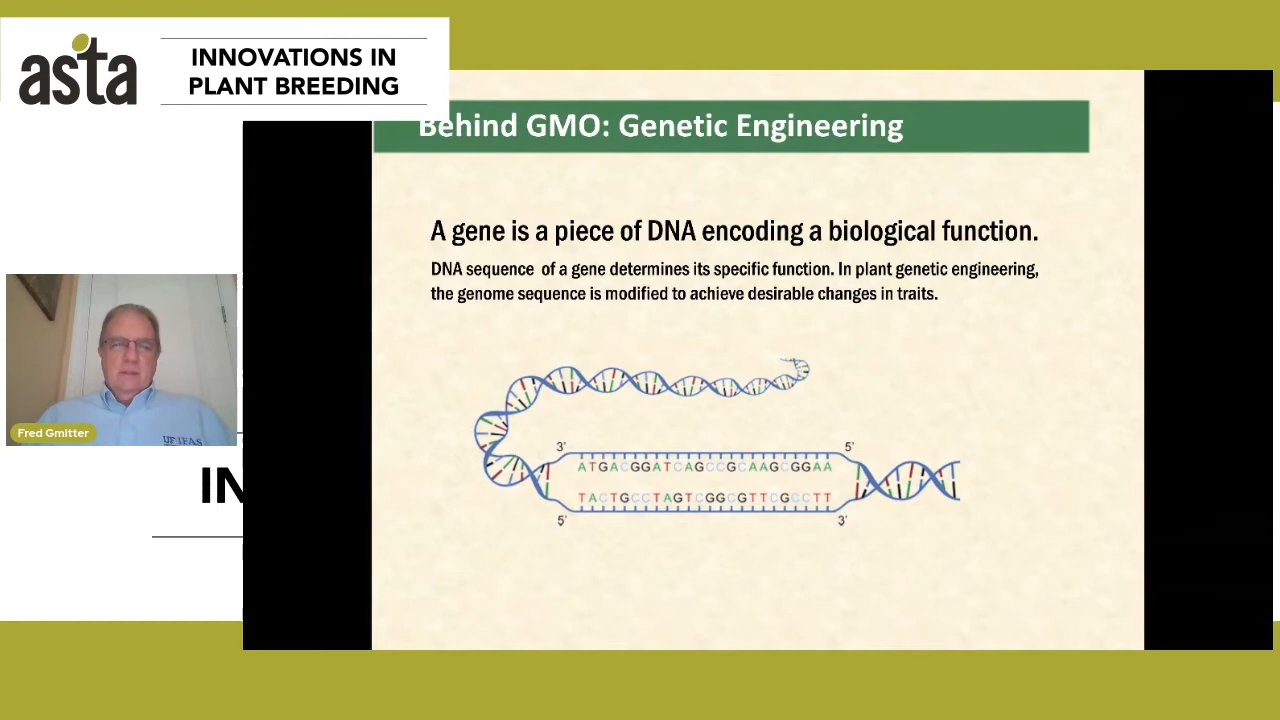 asta
INNOVATIONS IN
PLANT BREEDING
Behind GMO: Genetic Engineering
A gene is a piece of DNA encoding a biological function.
DNA sequence of a gene determines its specific function. In plant genetic engineering,
the genome sequence is modified to achieve desirable changes in traits.
3' 5'
ATGACGGATCAGCCGCAAGCGGAA
TACTGCCTAGTCGGCGTTCGCCTT
5' 3'
UF IFAS
Fred Gmitter
IN